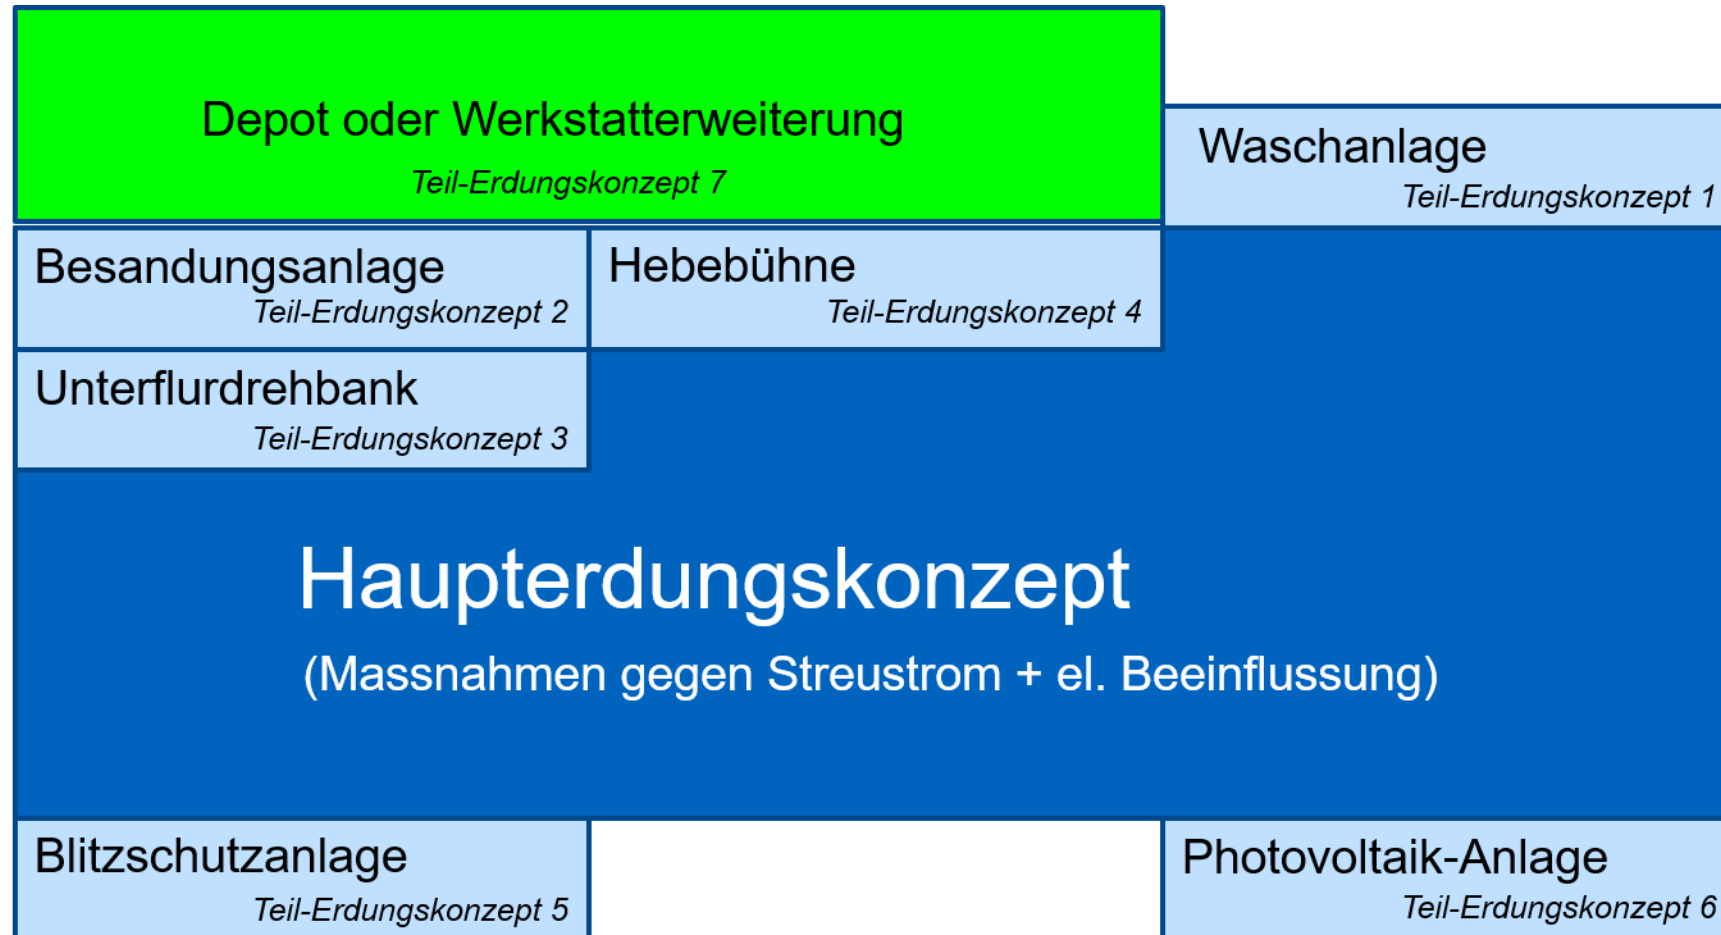 Depot oder Werkstatterweiterung
Teil-Erdungskonzept 7
Waschanlage
Teil-Erdungskonzept 1
Besandungsanlage
Teil-Erdungskonzept 2
Hebebühne
Teil-Erdungskonzept 4
Unterflurdrehbank
Teil-Erdungskonzept 3
Haupterdungskonzept
(Massnahmen gegen Streustrom + el. Beeinflussung)
Blitzschutzanlage
Teil-Erdungskonzept 5
Photovoltaik-Anlage
Teil-Erdungskonzept 6